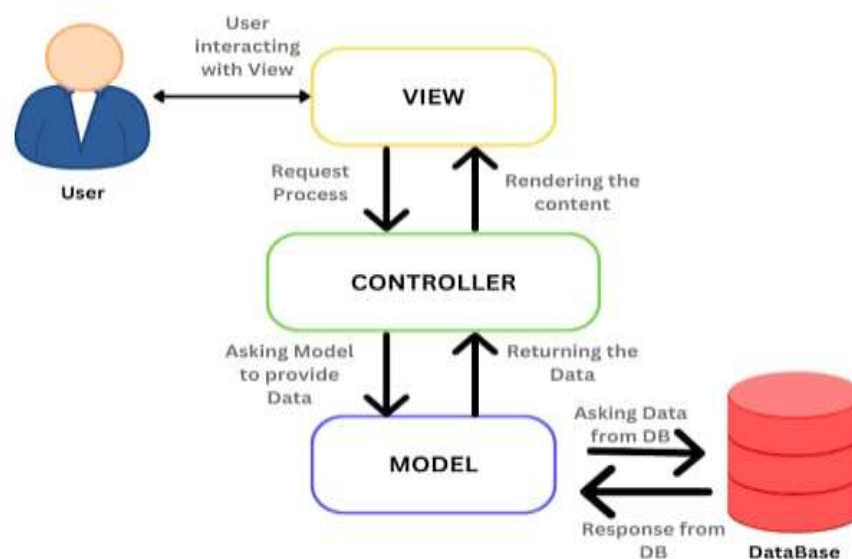 User
interacting
with View
VIEW
User
Request
Process
Rendering the
content
CONTROLLER
Asking Model
to provide
Data
Returning the
Data
MODEL
Asking Data
from DB
Response from
DB
DataBase